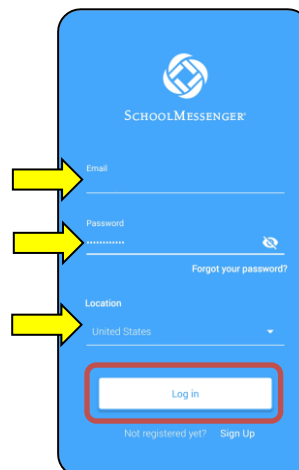 SCHOOLMESSENGER®
Email
Password
············
Forgot your password?
Location
United States
Log in
Not registered yet? Sign Up